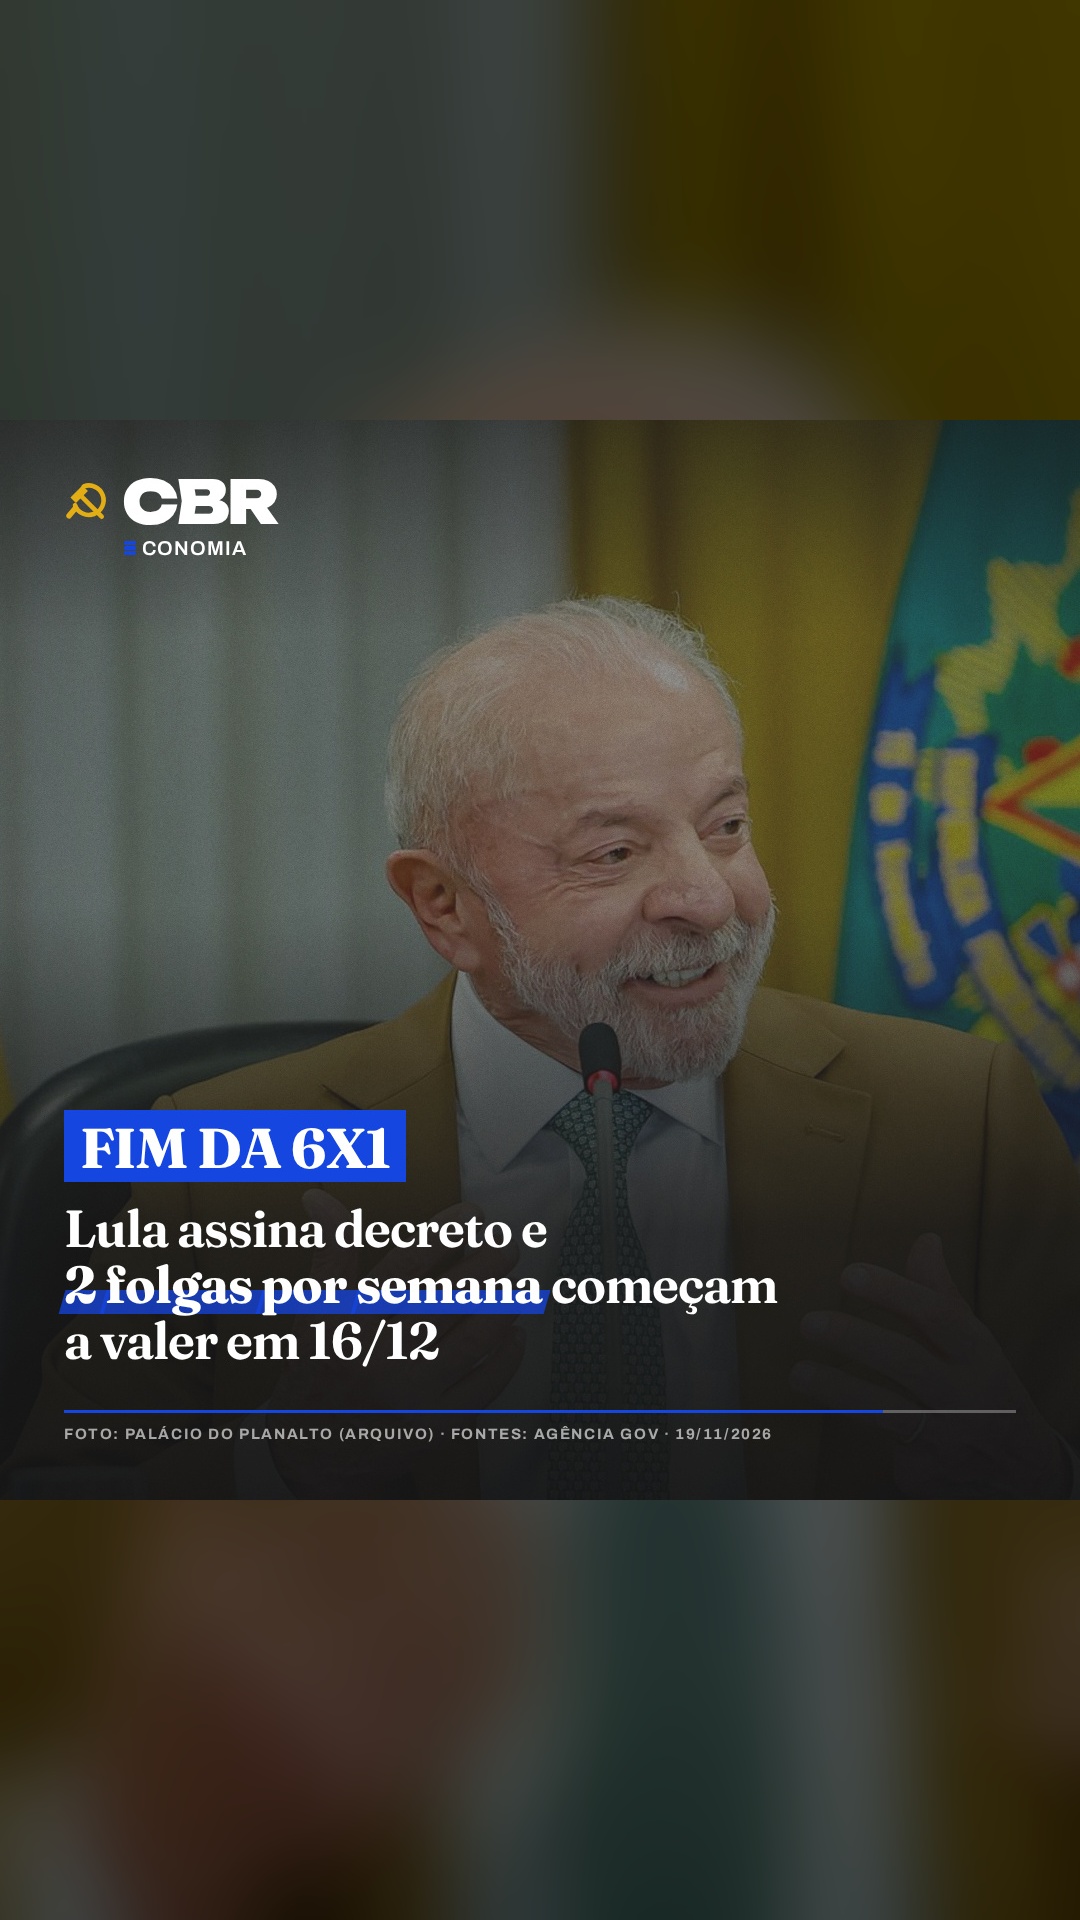 CBR
CONOMIA
FIM DA 6X1
Lula assina decreto e
2 folgas por semana começam
a valer em 16/12
FOTO: PALÁCIO DO PLANALTO (ARQUIVO) · FONTES: AGÊNCIA GOV · 19/11/2026